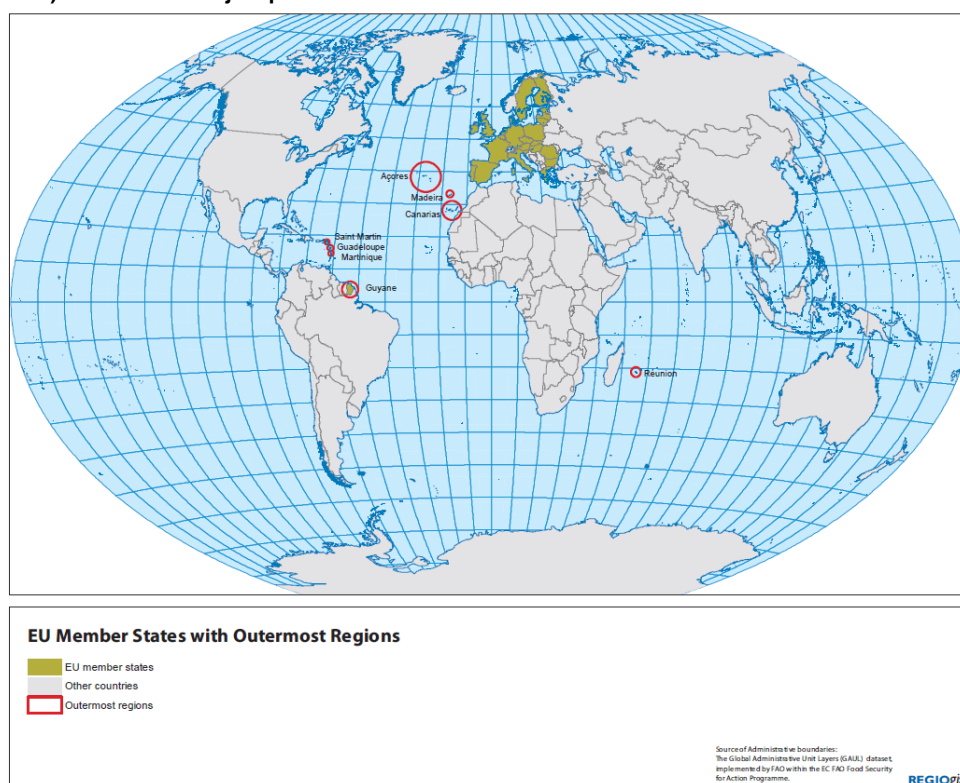 Açores
Madeira
Canarias
Saint Martin
Guadeloupe
Martinique
Guyane
Réunion
EU Member States with Outermost Regions
EU member states
Other countries
Outermost regions
Source of Administrative boundaries:
The Global Administrative Unit Layers (GAUL) dataset,
implemented by FAO within the EC FAO Food Security
for Action Programme.